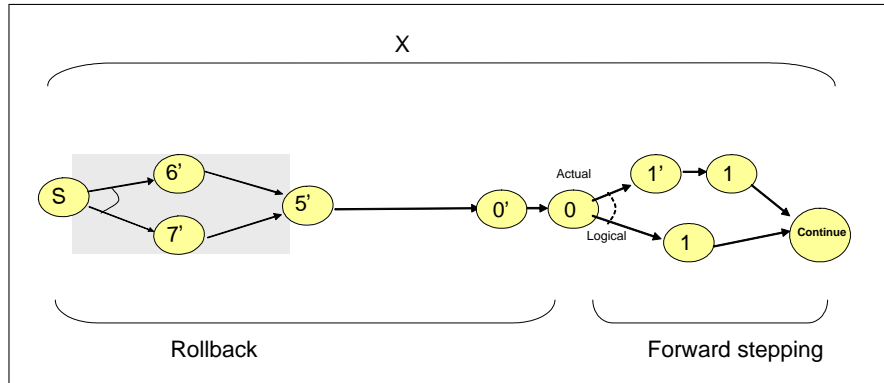 X
S
6’
7’
5’
0’
0
Actual
Logical
1’
1
1
Continue
Rollback
Forward stepping